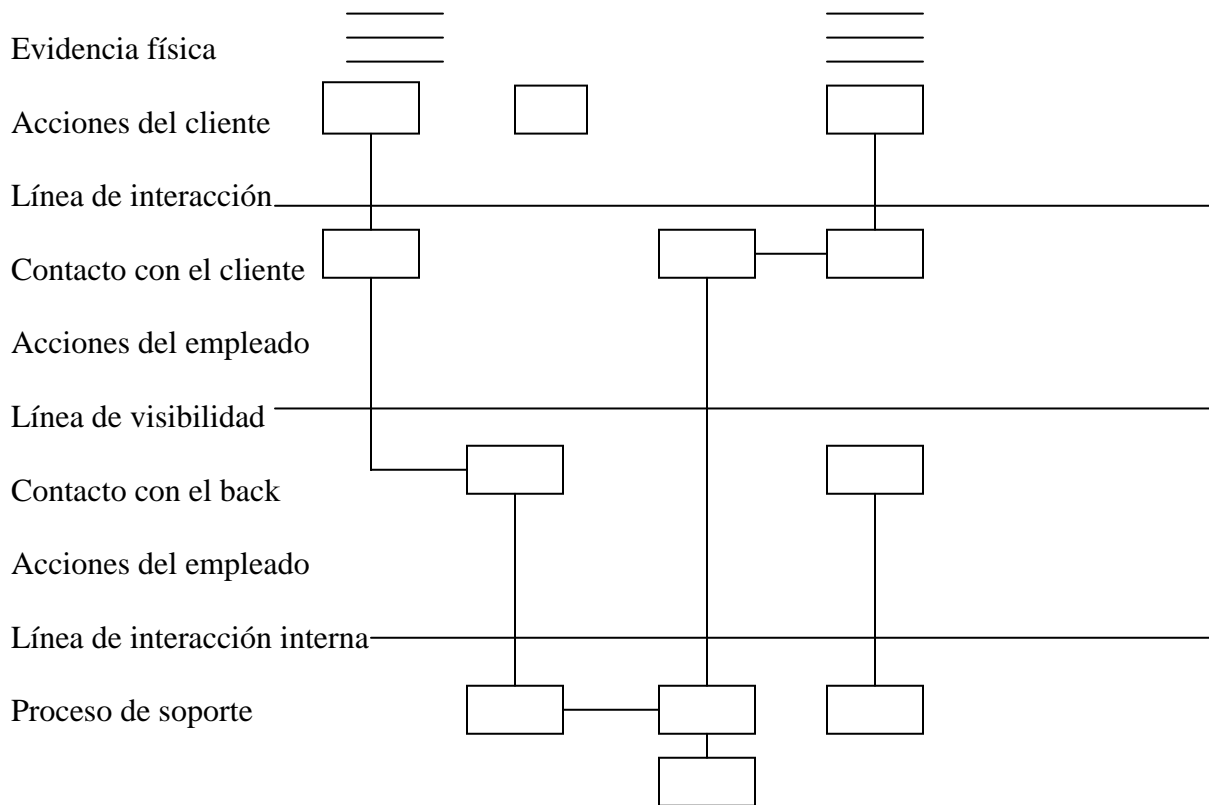 Evidencia física
Acciones del cliente
Línea de interacción
Contacto con el cliente
Acciones del empleado
Línea de visibilidad
Contacto con el back
Acciones del empleado
Línea de interacción interna
Proceso de soporte